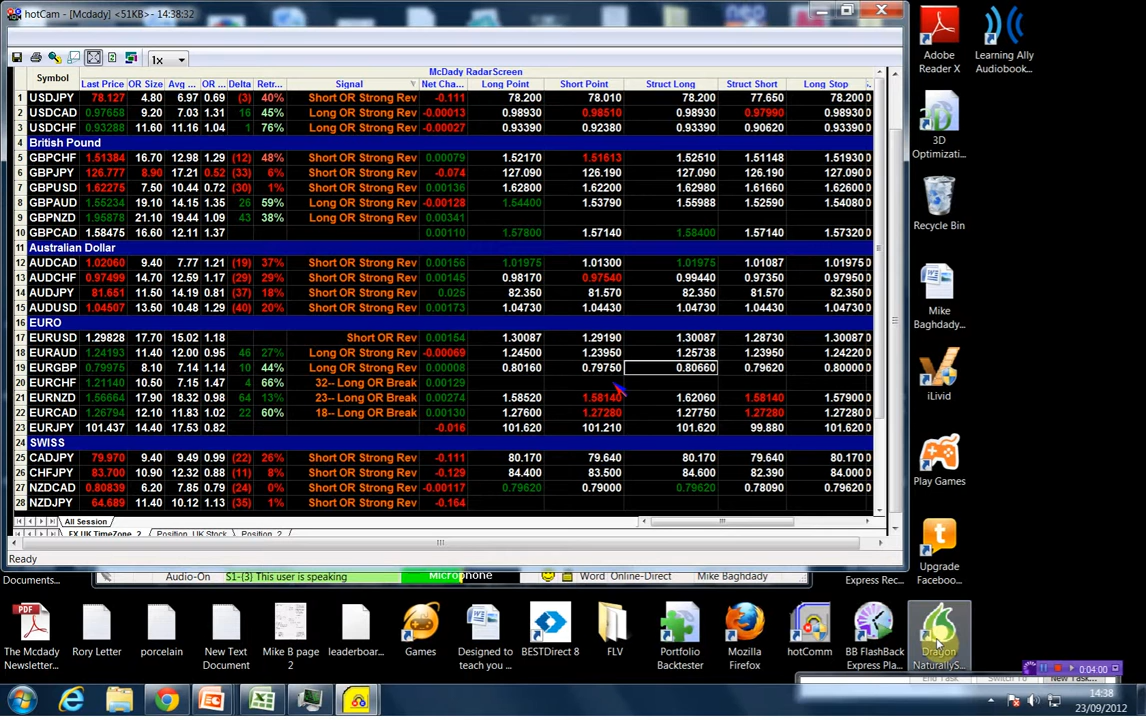 hotCam - [Mcdady] <51KB> - 14:38:32
1x
McDady RadarScreen
Symbol Last Price OR Size Avg ... OR ... Delta Retr... Signal Net Cha... Long Point Short Point Struct Long Struct Short Long Stop
1 USDJPY 78.127 4.80 6.97 0.69 (3) 40% Short OR Strong Rev -0.111 78.200 78.010 78.200 77.650 78.200
2 USDCAD 0.97658 9.20 7.03 1.31 16 45% Long OR Strong Rev -0.00013 0.98930 0.98510 0.98930 0.97990 0.98930
3 USDCHF 0.93288 11.60 11.16 1.04 1 76% Short OR Strong Rev -0.00027 0.93390 0.92380 0.93390 0.90620 0.93390
4 British Pound
5 GBPCHF 1.51384 16.70 12.98 1.29 (12) 48% Short OR Strong Rev 0.00079 1.52170 1.51613 1.52510 1.51148 1.51930
6 GBPJPY 126.777 8.90 17.21 0.52 (33) 6% Short OR Strong Rev -0.074 127.090 126.190 127.090 126.190 127.090
7 GBPUSD 1.62275 7.50 10.44 0.72 (30) 1% Short OR Strong Rev 0.00136 1.62800 1.62200 1.62980 1.61660 1.62600
8 GBPAUD 1.55234 19.10 14.15 1.35 26 59% Long OR Strong Rev -0.00128 1.54400 1.53790 1.55988 1.52589 1.54080
9 GBPNZD 1.95878 21.10 19.44 1.09 43 38% Long OR Strong Rev 0.00341
10 GBPCAD 1.58475 16.60 12.11 1.37 0.00110 1.57800 1.57140 1.58400 1.57140 1.57320
11 Australian Dollar
12 AUDCAD 1.02060 9.40 7.77 1.21 (19) 37% Short OR Strong Rev 0.00156 1.01975 1.01300 1.01975 1.01087 1.01975
13 AUDCHF 0.97499 14.70 12.59 1.17 (29) 29% Short OR Strong Rev 0.00145 0.98170 0.97540 0.99440 0.97350 0.97950
14 AUDJPY 81.651 11.50 14.19 0.81 (37) 18% Short OR Strong Rev 0.025 82.350 81.570 82.350 82.350 82.350
15 AUDUSD 1.04507 13.50 10.48 1.29 (40) 20% Short OR Strong Rev 0.00173 1.04730 1.04430 1.04730 1.04730 1.04730
16 EURO
17 EURUSD 1.29828 17.70 15.02 1.18 Short OR Rev 0.00154 1.30087 1.29190 1.30087 1.28730 1.30087
18 EURAUD 1.24193 11.40 12.00 0.95 46 27% Long OR Strong Rev -0.00069 1.24500 1.23950 1.25738 1.23950 1.24220
19 EURGBP 0.79975 8.10 7.14 1.14 10 44% Long OR Strong Rev 0.00008 0.80160 0.79750 0.80660 0.79620 0.80000
20 EURCHF 1.21140 10.50 7.15 1.47 4 66% 32-- Long OR Break 0.00129
21 EURNZD 1.56664 17.90 18.32 0.98 64 13% 23-- Long OR Break 0.00274 1.58520 1.58140 1.62060 1.58140 1.57900
22 EURCAD 1.26794 12.10 11.83 1.02 22 60% 18-- Long OR Break 0.00130 1.27600 1.27280 1.27750 1.27280 1.27280
23 EURJPY 101.437 14.40 17.53 0.82 -0.016 101.620 101.210 101.620 99.880 101.620
24 SWISS
25 CADJPY 79.970 9.40 9.49 0.99 (22) 26% Short OR Strong Rev -0.111 80.170 79.640 80.170 79.640 80.170
26 CHFJPY 83.700 10.90 12.32 0.88 (11) 8% Short OR Strong Rev -0.129 84.400 83.500 84.600 82.390 84.000
27 NZDCAD 0.80839 6.20 7.85 0.79 (24) 0% Short OR Strong Rev -0.00117 0.79620 0.79000 0.79620 0.78090 0.79620
28 NZDJPY 64.689 11.40 10.12 1.13 (35) 1% Short OR Strong Rev -0.164
All Session
FX UK TimeZone_2 Position_UK Stock Position_2
Ready
Audio-On S1-(3) This user is speaking Microphone Word Online-Direct Mike Baghdady
Adobe Reader X
Learning Ally Audiobook...
3D Optimizati...
Recycle Bin
Mike Baghdady...
iLivid
Play Games
Upgrade Faceboo...
Documents...
Express Rec...
The Mcdady Newsletter...
Rory Letter
porcelain
New Text Document
Mike B page 2
leaderboar...
Games
Designed to teach you ...
BESTDirect 8
FLV
Portfolio Backtester
Mozilla Firefox
hotComm
BB FlashBack Express Pla...
Dragon NaturallyS...
0:04:00
End Task Switch To New Task...
14:38
23/09/2012